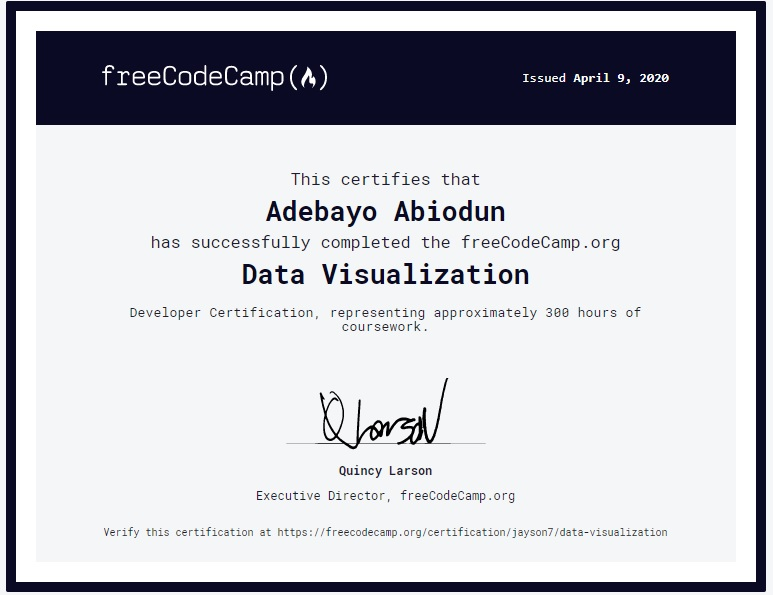 freeCodeCamp(🔥)
Issued April 9, 2020
This certifies that
Adebayo Abiodun
has successfully completed the freeCodeCamp.org
Data Visualization
Developer Certification, representing approximately 300 hours of
coursework.
Q Larson
Quincy Larson
Executive Director, freeCodeCamp.org
Verify this certification at https://freecodecamp.org/certification/jayson7/data-visualization